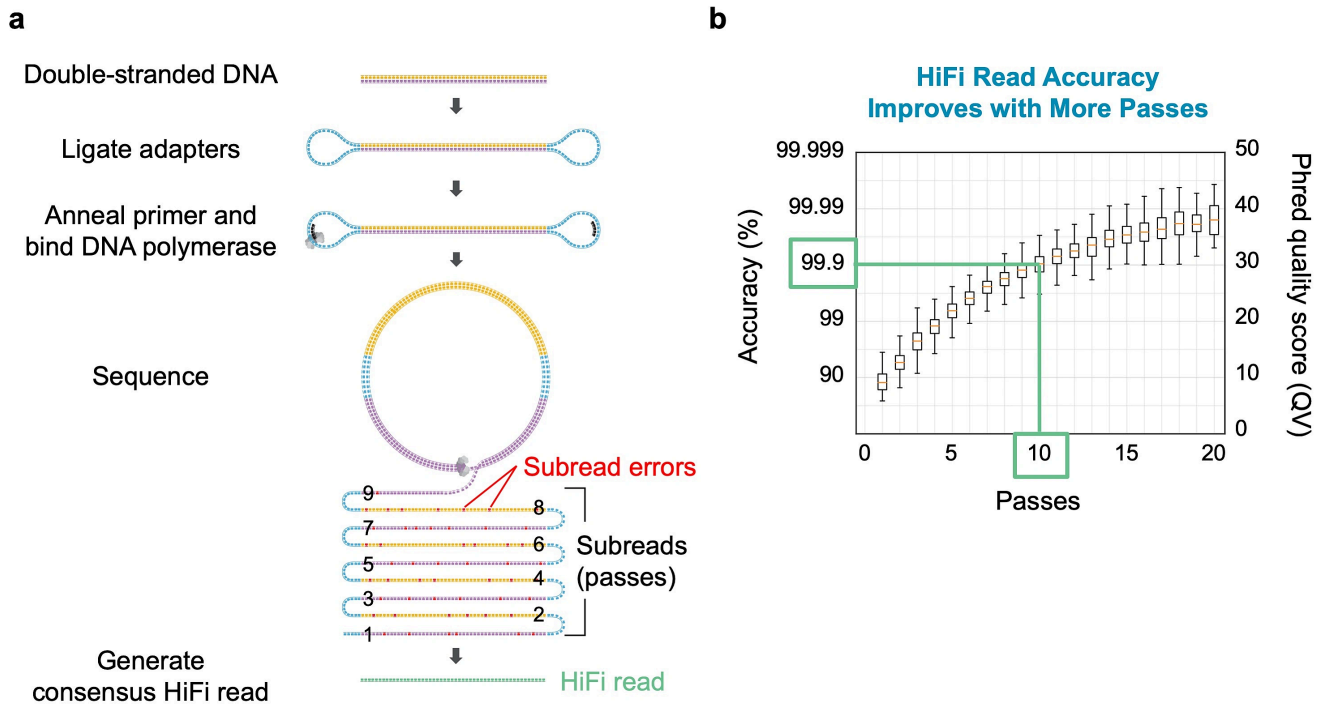 a
Double-stranded DNA
Ligate adapters
Anneal primer and
bind DNA polymerase
Sequence
Subread errors
9
8
7
6
5
4
3
2
1
Subreads
(passes)
Generate
consensus HiFi read
HiFi read
b
HiFi Read Accuracy
Improves with More Passes
Accuracy (%)
99.999
99.99
99.9
99
90
50
40
30
20
10
0
Phred quality score (QV)
0 5 10 15 20
Passes